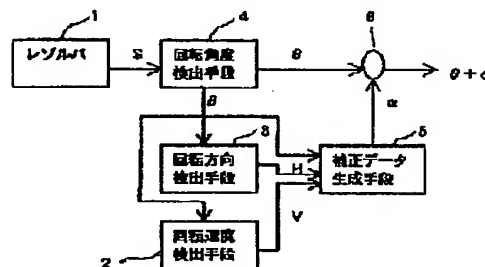 1
レゾルバ
S
4
回転角度
検出手段
θ
6
θ+α
θ
α
3
回転方向
検出手段
H
5
補正データ
生成手段
V
回転速度
検出手段
2